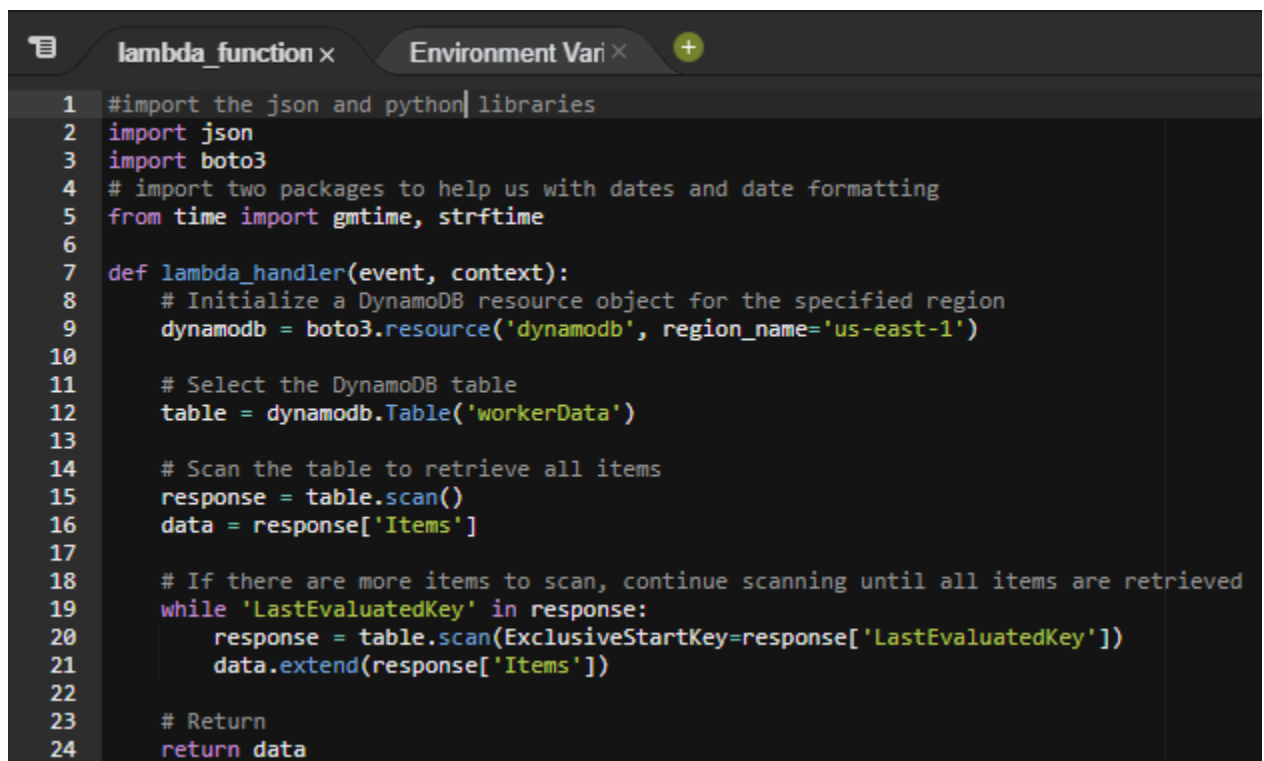 lambda_function ×
Environment Vari ×
1 #import the json and python libraries
2 import json
3 import boto3
4 # import two packages to help us with dates and date formatting
5 from time import gmtime, strftime
6
7 def lambda_handler(event, context):
8     # Initialize a DynamoDB resource object for the specified region
9     dynamodb = boto3.resource('dynamodb', region_name='us-east-1')
10
11     # Select the DynamoDB table
12     table = dynamodb.Table('workerData')
13
14     # Scan the table to retrieve all items
15     response = table.scan()
16     data = response['Items']
17
18     # If there are more items to scan, continue scanning until all items are retrieved
19     while 'LastEvaluatedKey' in response:
20         response = table.scan(ExclusiveStartKey=response['LastEvaluatedKey'])
21         data.extend(response['Items'])
22
23     # Return
24     return data